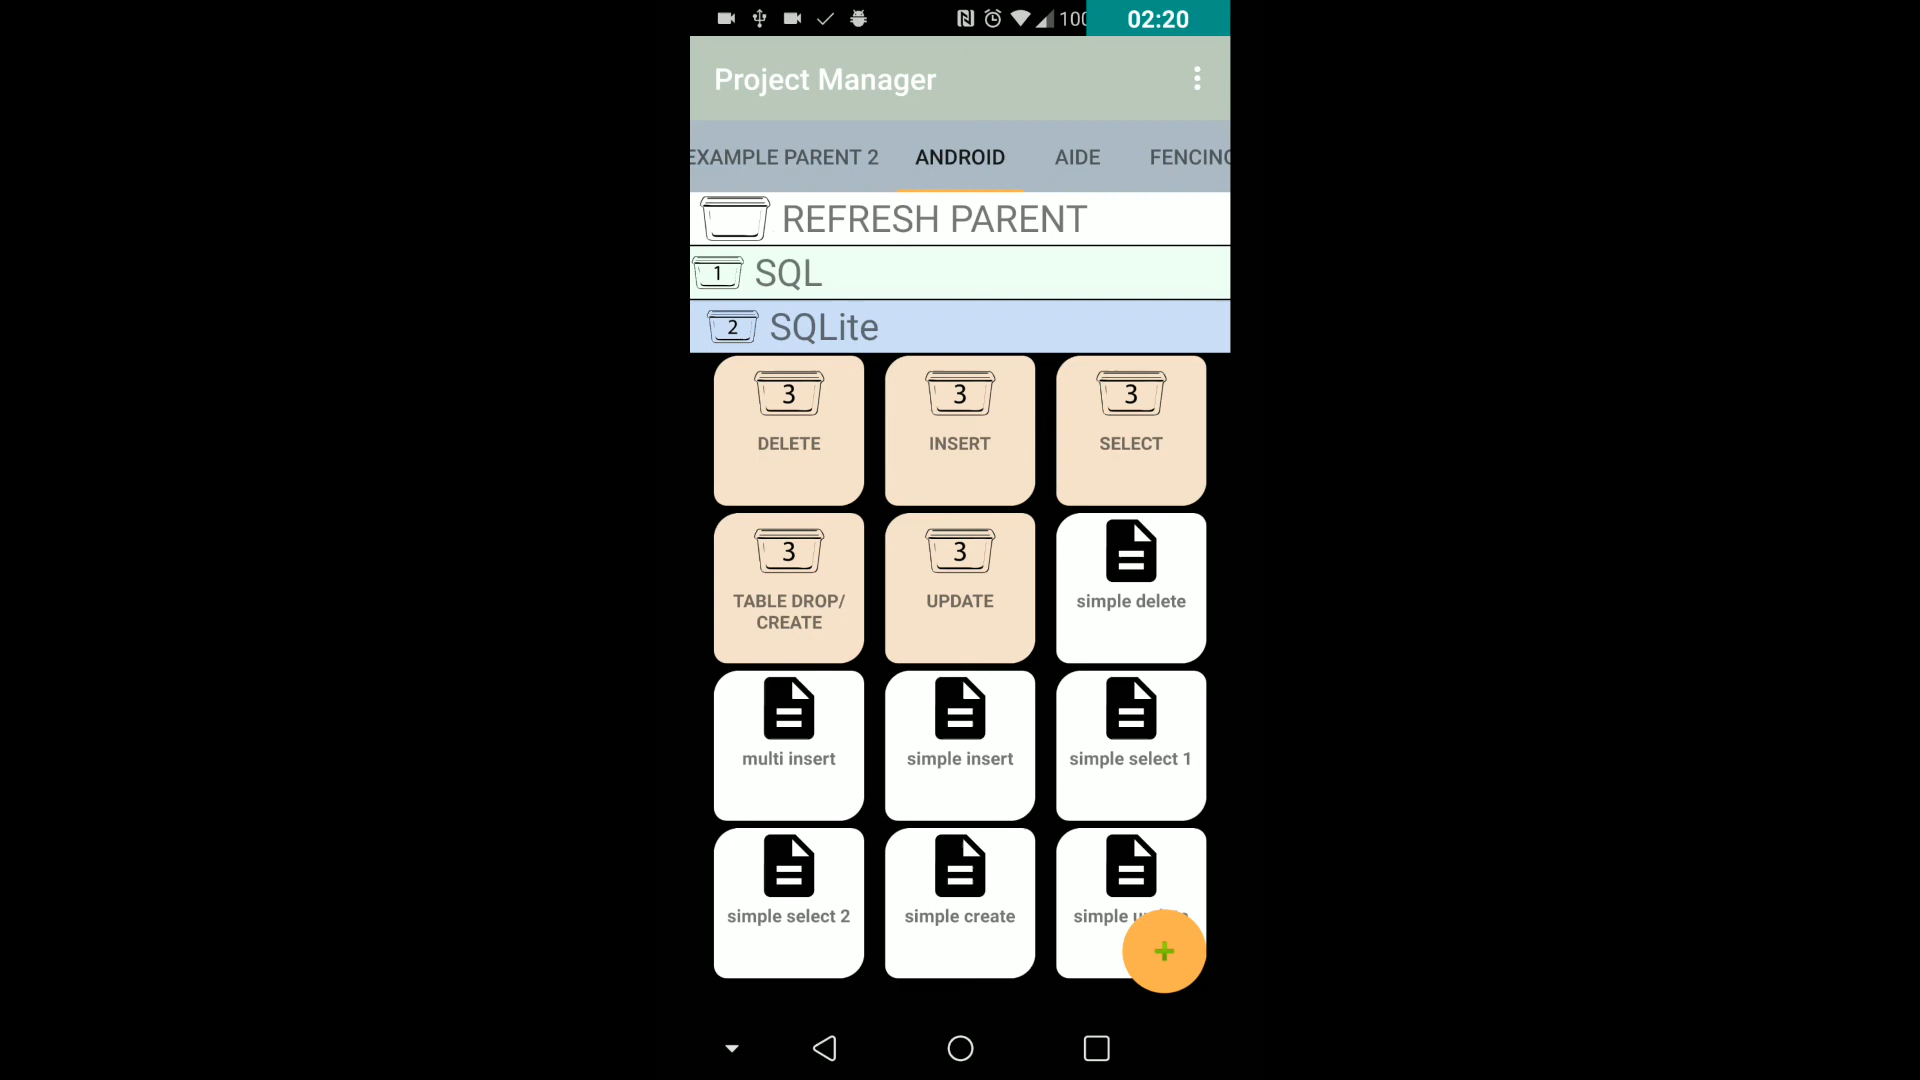 100
02:20
Project Manager
EXAMPLE PARENT 2 ANDROID AIDE FENCING
REFRESH PARENT
1 SQL
2 SQLite
3 3 3
DELETE INSERT SELECT
3 3
TABLE DROP/
CREATE
UPDATE
simple delete
multi insert simple insert simple select 1
simple select 2 simple create simple
+